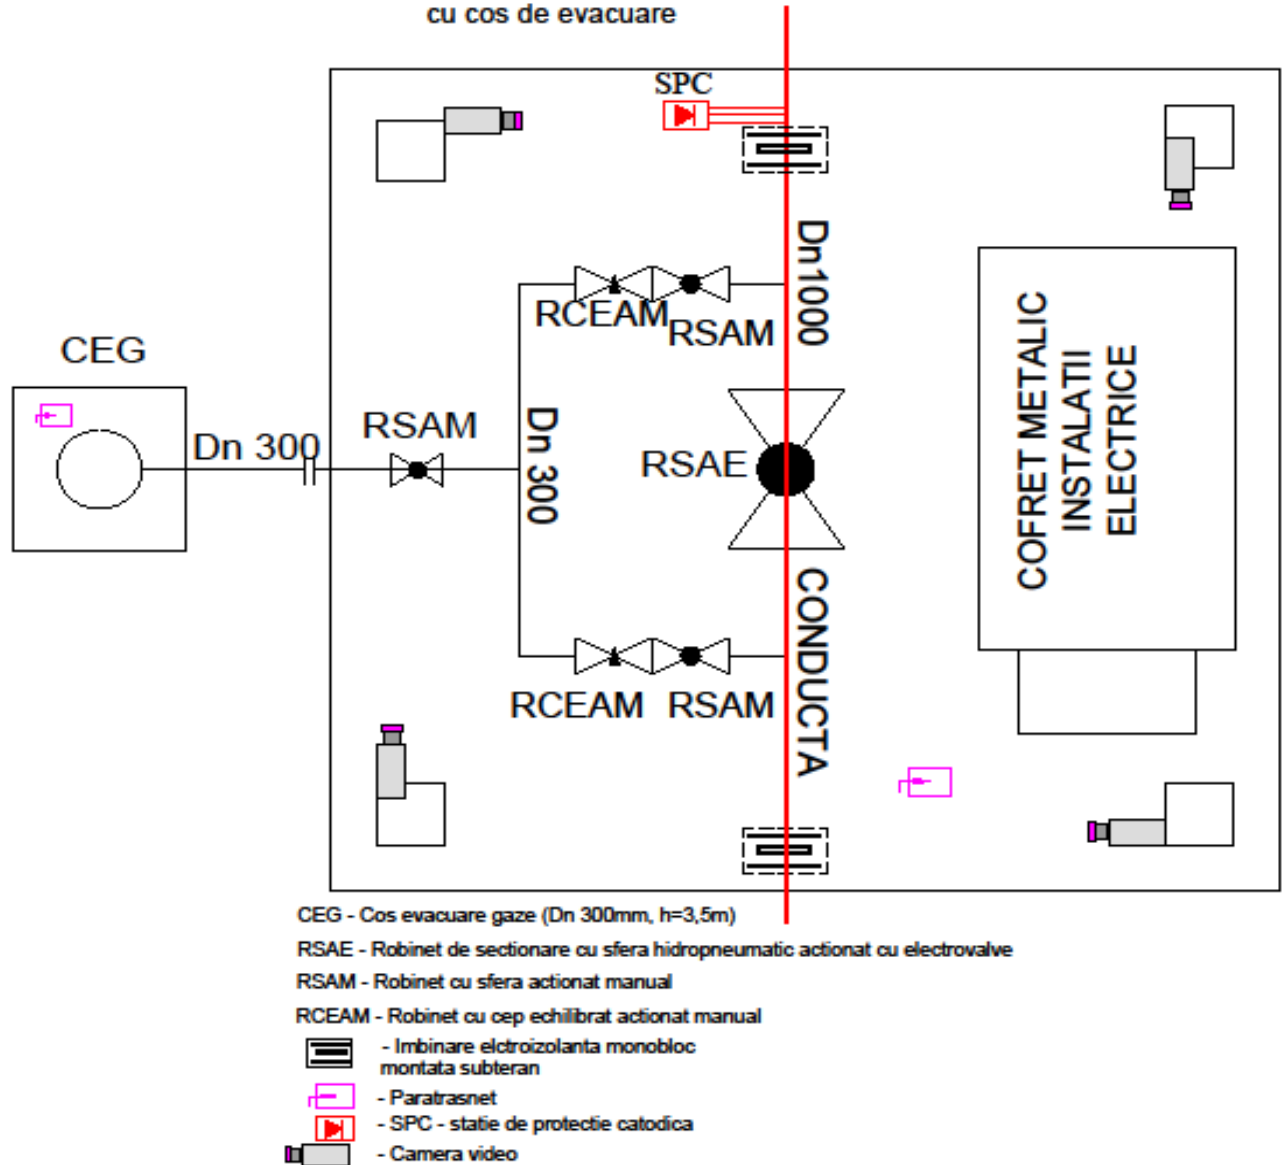 cu cos de evacuare
SPC
Dn1000
RCEAM
RSAM
CEG
RSAM
Dn 300
Dn 300
RSAE
COFRET METALIC
INSTALATII
ELECTRICE
RCEAM
RSAM
CONDUCTA
CEG - Cos evacuare gaze (Dn 300mm, h=3,5m)
RSAE - Robinet de sectionare cu sfera hidropneumatic actionat cu electrovalve
RSAM - Robinet cu sfera actionat manual
RCEAM - Robinet cu cep echilibrat actionat manual
- Imbinare elctroizolanta monobloc
montata subteran
- Paratrasnet
- SPC - statie de protectie catodica
- Camera video